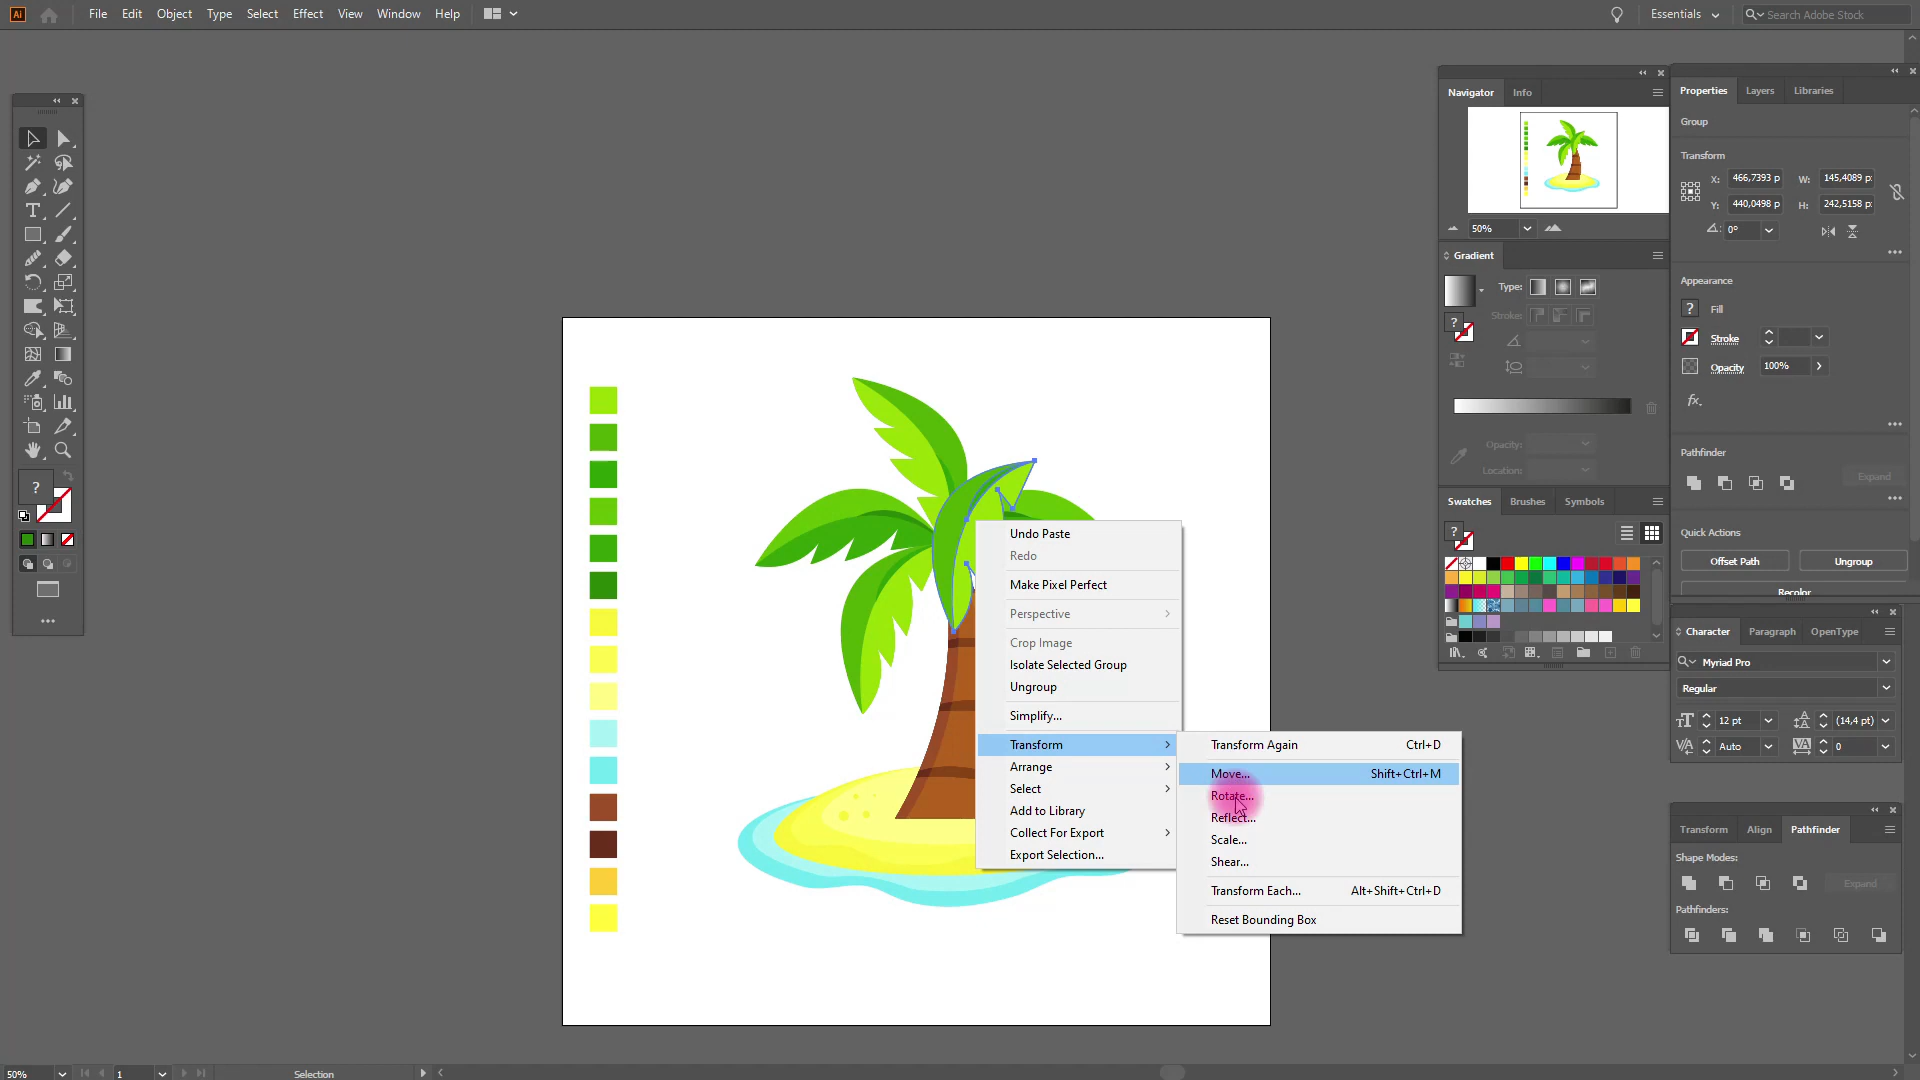 Ai File Edit Object Type Select Effect View Window Help Essentials Search Adobe Stock
Navigator Info
50%
Gradient
Type:
Stroke:
Opacity:
Location:
Swatches Brushes Symbols
Properties Layers Libraries
Group
Transform
X: 466,7393 p W: 145,4089 p
Y: 440,0498 p H: 242,5158 p
0°
Appearance
? Fill
Stroke
Opacity 100%
fx.
Pathfinder
Expand
Quick Actions
Offset Path Ungroup
Recolor
Character Paragraph OpenType
Myriad Pro
Regular
12 pt (14,4 pt)
Auto 0
Transform Align Pathfinder
Shape Modes:
Expand
Pathfinders:
Undo Paste
Redo
Make Pixel Perfect
Perspective
Crop Image
Isolate Selected Group
Ungroup
Simplify...
Transform
Arrange
Select
Add to Library
Collect For Export
Export Selection...
Transform Again Ctrl+D
Move... Shift+Ctrl+M
Rotate...
Reflect...
Scale...
Shear...
Transform Each... Alt+Shift+Ctrl+D
Reset Bounding Box
50% 1 Selection